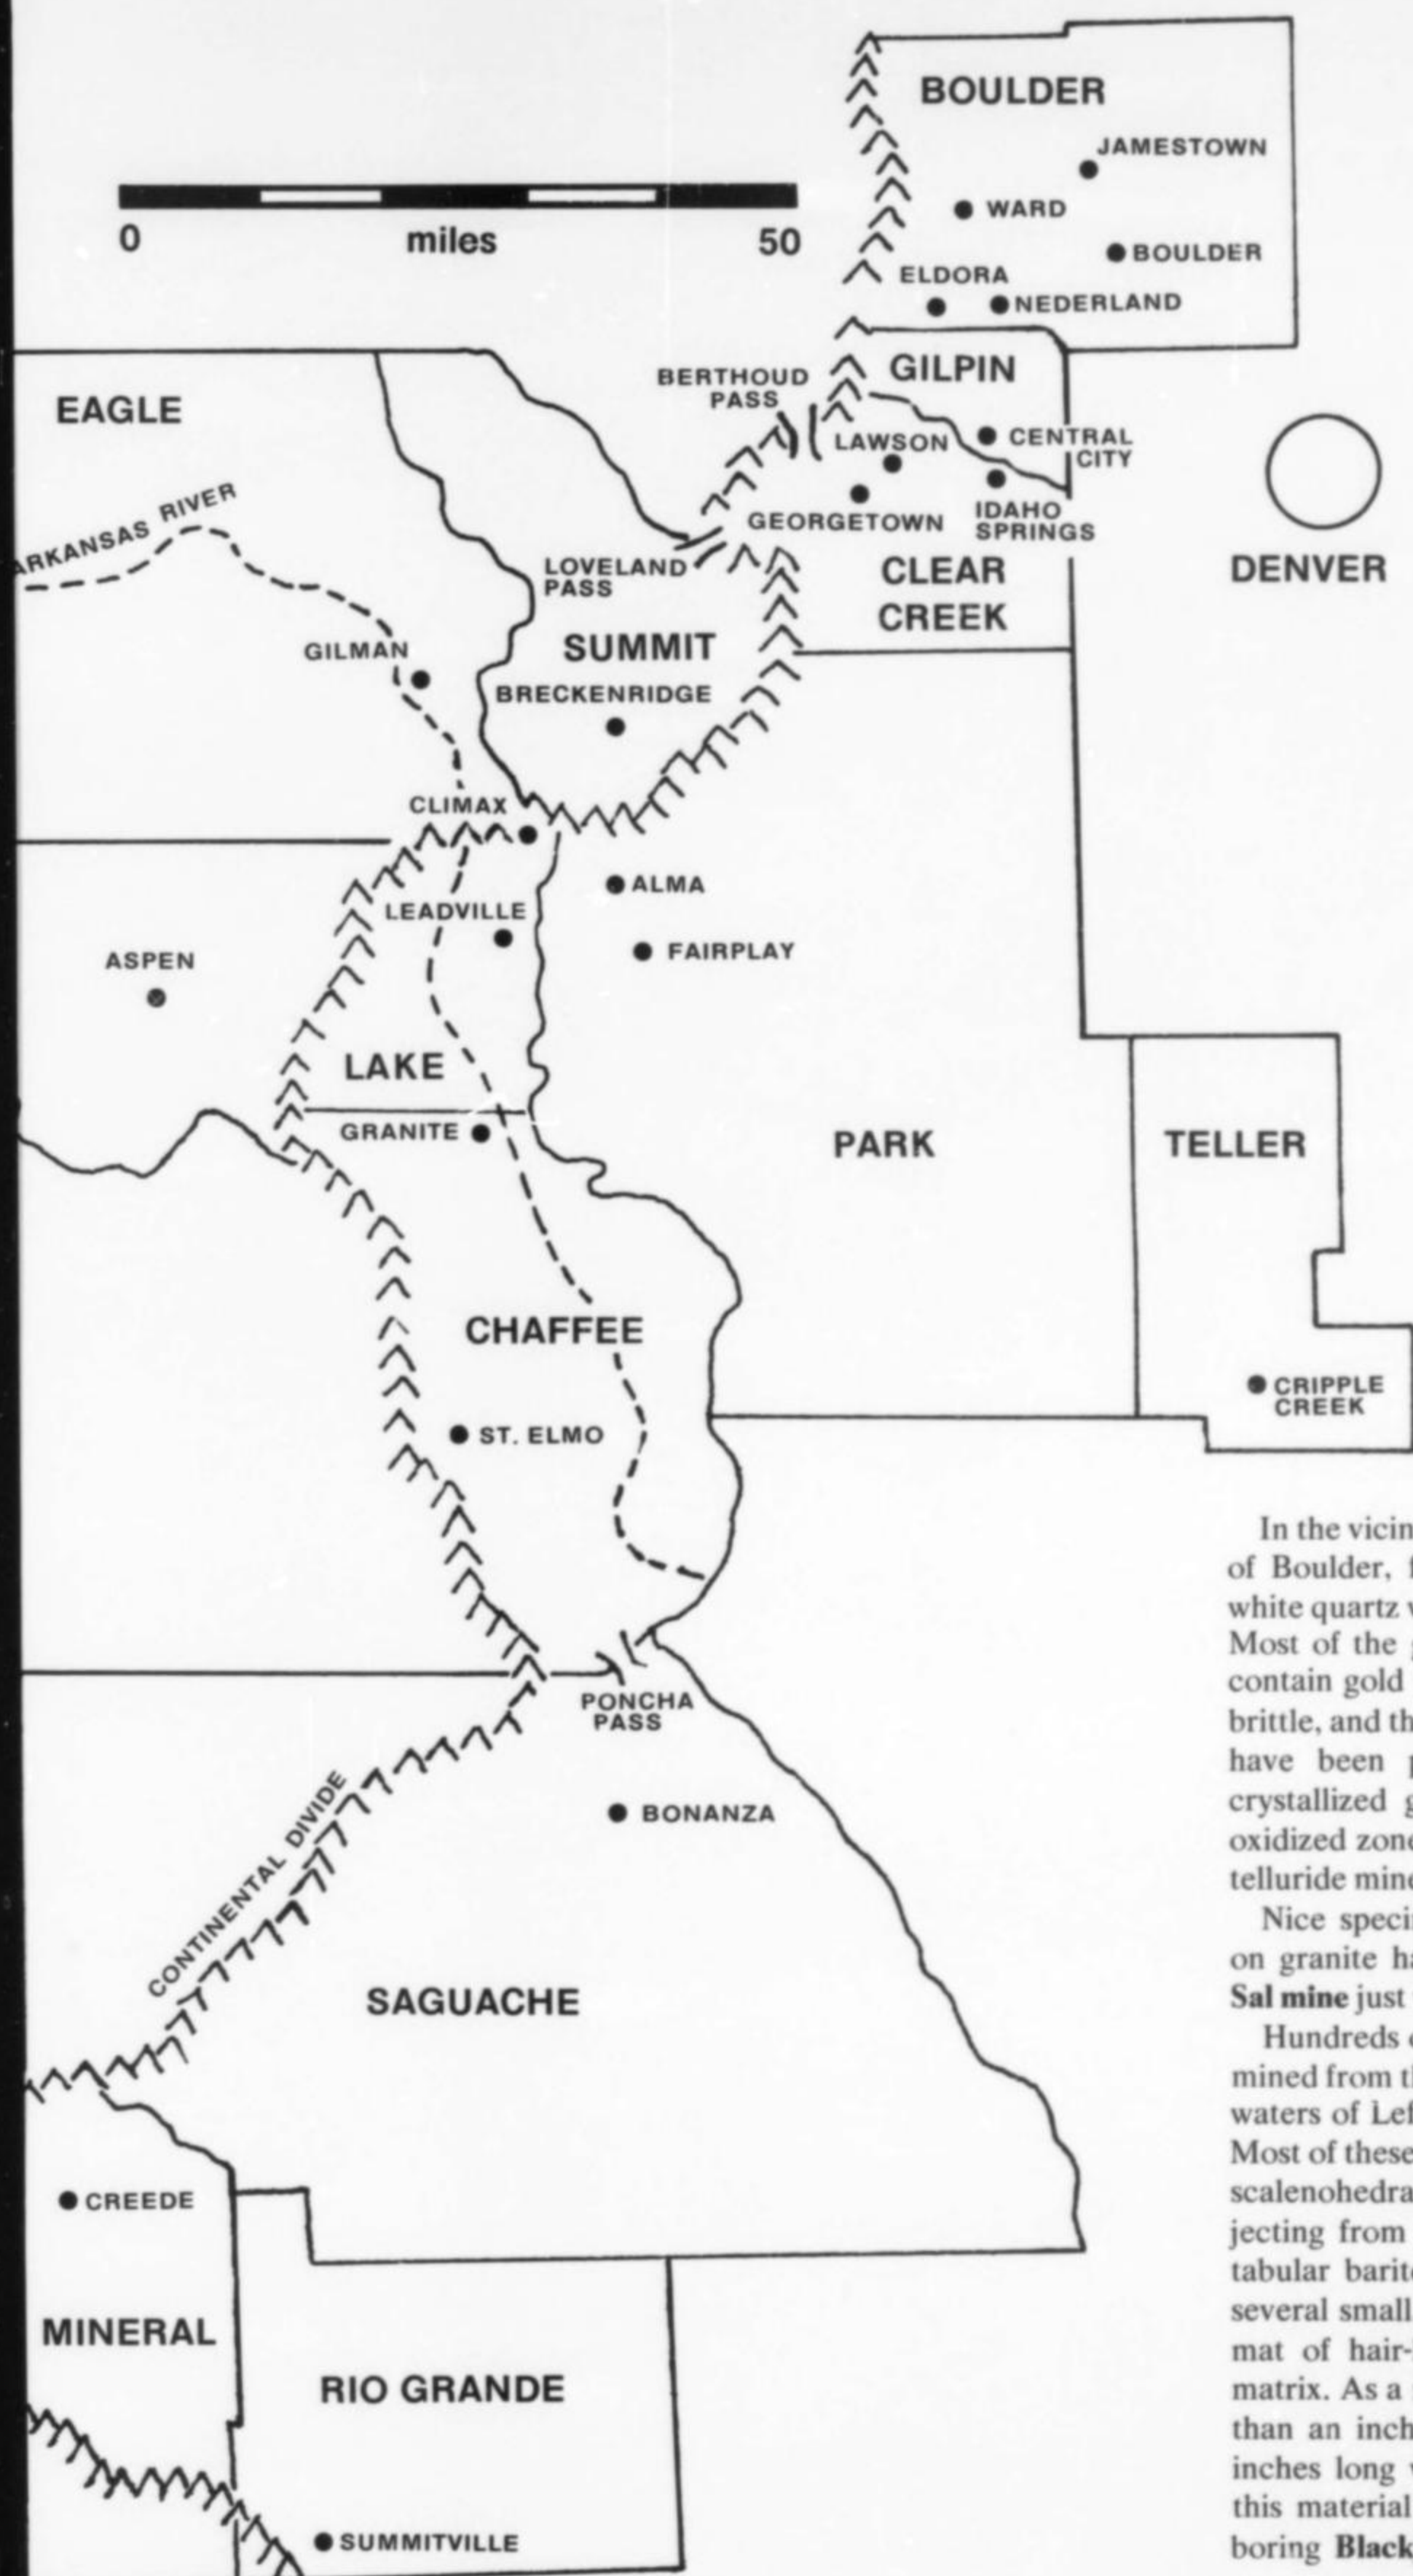 BOULDER
JAMESTOWN
WARD
BOULDER
ELDORA
NEDERLAND
0 miles 50
BERTHOUD
PASS
GILPIN
EAGLE
LAWSON
CENTRAL
CITY
ARKANSAS RIVER
GEORGETOWN
IDAHO
SPRINGS
LOVELAND
PASS
CLEAR
CREEK
DENVER
GILMAN
SUMMIT
BRECKENRIDGE
CLIMAX
ALMA
LEADVILLE
FAIRPLAY
ASPEN
LAKE
GRANITE
PARK
TELLER
CHAFFEE
CRIPPLE
CREEK
ST. ELMO
PONCHA
PASS
BONANZA
CONTINENTAL DIVIDE
SAGUACHE
CREEDE
MINERAL
RIO GRANDE
SUMMITVILLE
In the vicin
of Boulder, f
white quartz
Most of the
contain gold
brittle, and th
have been p
crystallized g
oxidized zone
telluride mine
Nice speci
on granite ha
Sal mine just
Hundreds
mined from th
waters of Lef
Most of these
scalenohedra
jecting from
tabular barit
several small
mat of hair-
matrix. As a
than an inch
inches long
this material
boring Black